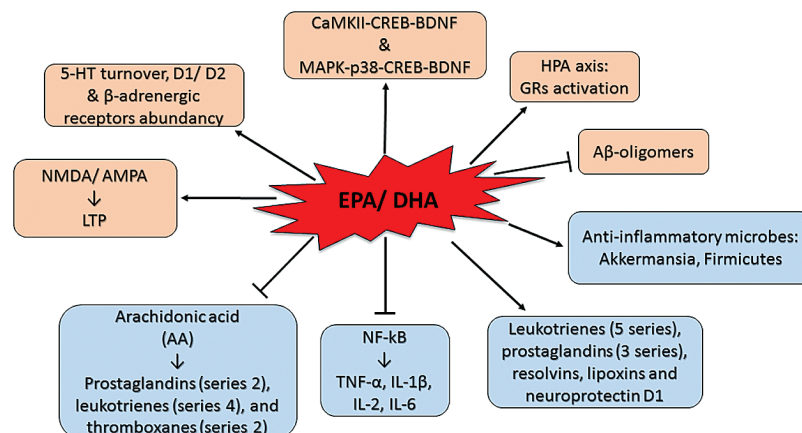 CaMKII-CREB-BDNF
&
MAPK-p38-CREB-BDNF
5-HT turnover, D1/ D2
& β-adrenergic
receptors abundancy
HPA axis:
GRs activation
Aβ-oligomers
NMDA/ AMPA
↓
LTP
EPA/ DHA
Anti-inflammatory microbes:
Akkermansia, Firmicutes
Arachidonic acid
(AA)
↓
Prostaglandins (series 2),
leukotrienes (series 4), and
thromboxanes (series 2)
NF-kB
↓
TNF-α, IL-1β,
IL-2, IL-6
Leukotrienes (5 series),
prostaglandins (3 series),
resolvins, lipoxins and
neuroprotectin D1